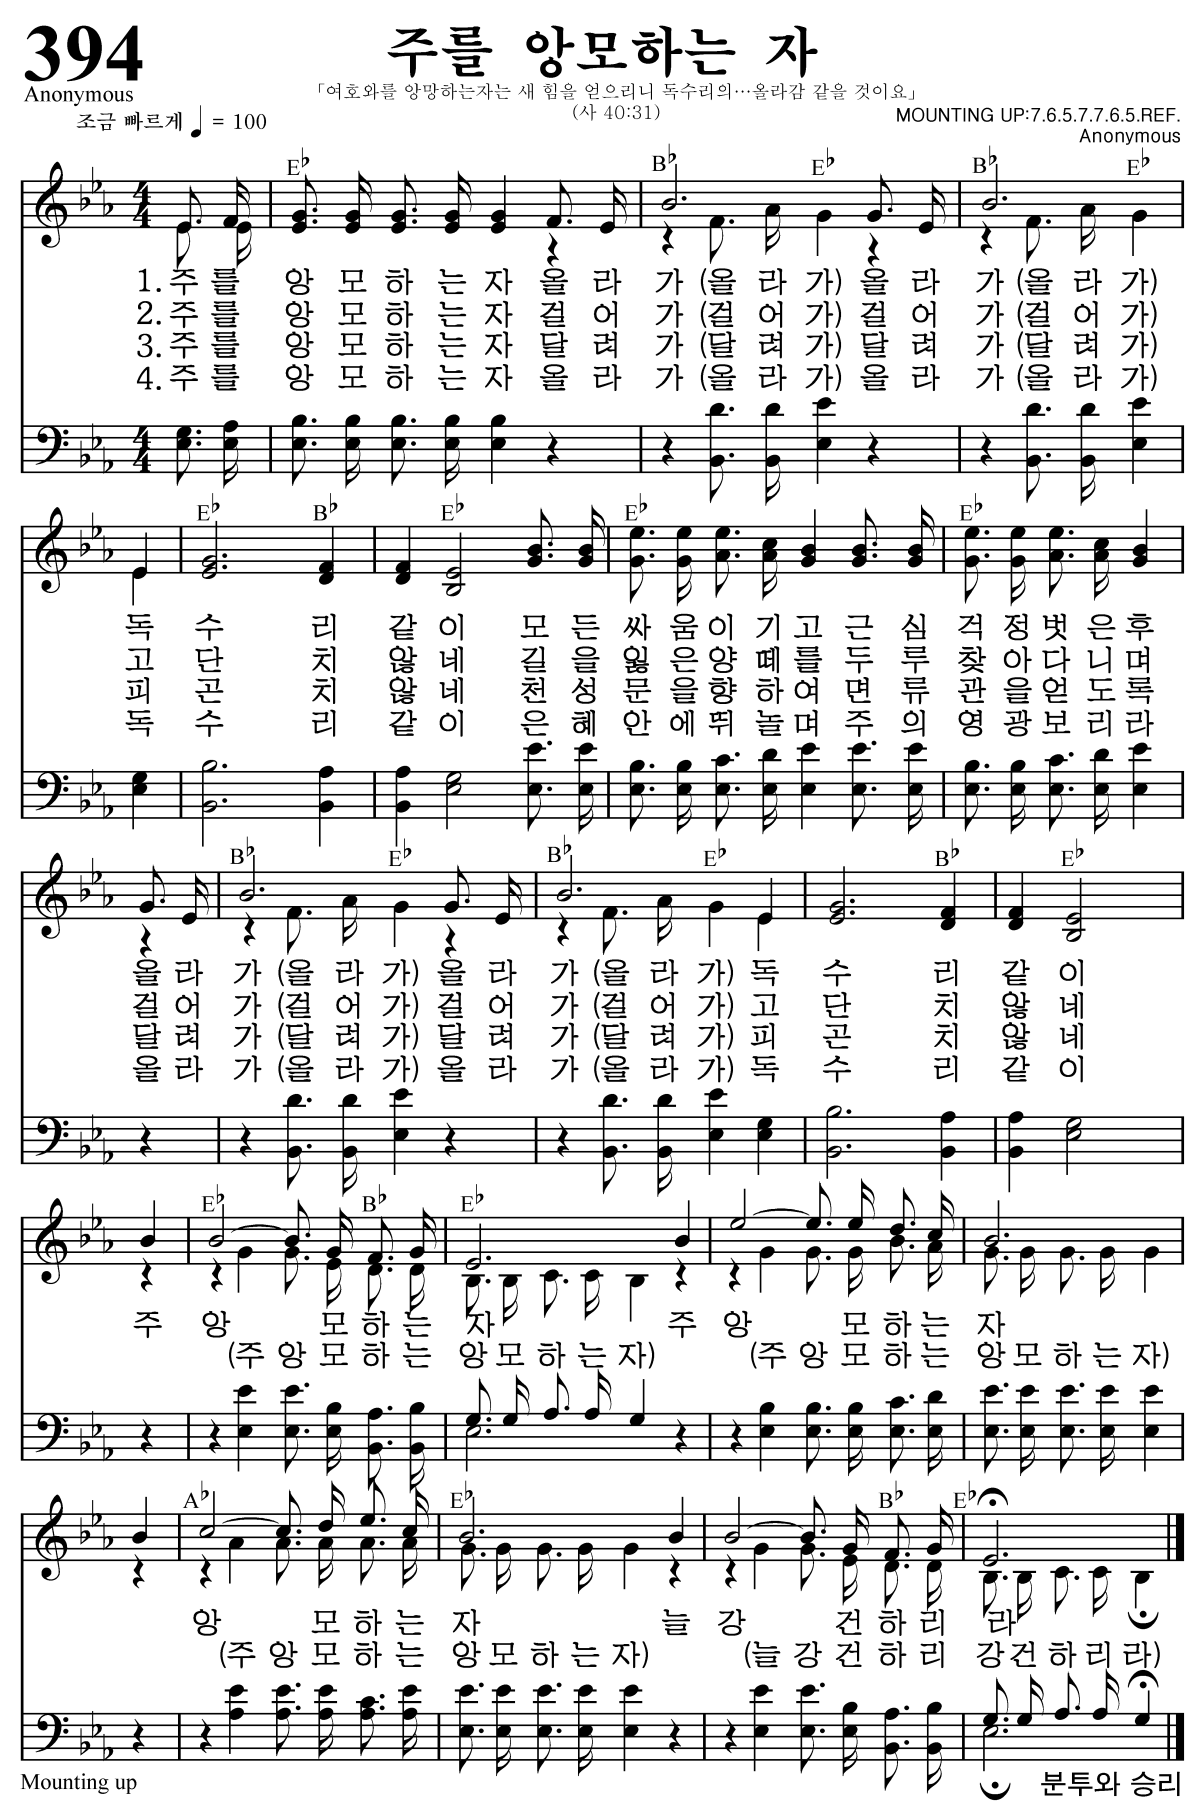 394
주를 앙모하는 자
「여호와를 앙망하는자는 새 힘을 얻으리니 독수리의…올라감 같을 것이요」
(사 40:31)
Anonymous
조금 빠르게 ♩ = 100
MOUNTING UP:7.6.5.7.7.6.5.REF.
Anonymous
E♭ B♭ E♭ B♭ E♭
1. 주 를 앙 모 하 는 자 올 라 가 (올 라 가) 올 라 가 (올 라 가)
2. 주 를 앙 모 하 는 자 걸 어 가 (걸 어 가) 걸 어 가 (걸 어 가)
3. 주 를 앙 모 하 는 자 달 려 가 (달 려 가) 달 려 가 (달 려 가)
4. 주 를 앙 모 하 는 자 올 라 가 (올 라 가) 올 라 가 (올 라 가)
E♭ B♭ E♭ E♭ E♭
독 수 리 같 이 모 든 싸 움 이 기 고 근 심 걱 정 벗 은 후
고 단 치 않 네 길 을 잃 은 양 떼 를 두 루 찾 아 다 니 며
피 곤 치 않 네 천 성 문 을 향 하 여 면 류 관 을 얻 도 록
독 수 리 같 이 은 혜 안 에 뛰 놀 며 주 의 영 광 보 리 라
B♭ E♭ B♭ E♭ B♭ E♭
올 라 가 (올 라 가) 올 라 가 (올 라 가) 독 수 리 같 이
걸 어 가 (걸 어 가) 걸 어 가 (걸 어 가) 고 단 치 않 네
달 려 가 (달 려 가) 달 려 가 (달 려 가) 피 곤 치 않 네
올 라 가 (올 라 가) 올 라 가 (올 라 가) 독 수 리 같 이
E♭ B♭ E♭
주 앙 모 하 는 자 주 앙 모 하 는 자
(주 앙 모 하 는 앙 모 하 는 자) (주 앙 모 하 는 앙 모 하 는 자)
A♭ E♭ B♭ E♭
앙 모 하 는 자 늘 강 건 하 리 라
(주 앙 모 하 는 앙 모 하 는 자) (늘 강 건 하 리 강 건 하 리 라)
Mounting up
분투와 승리